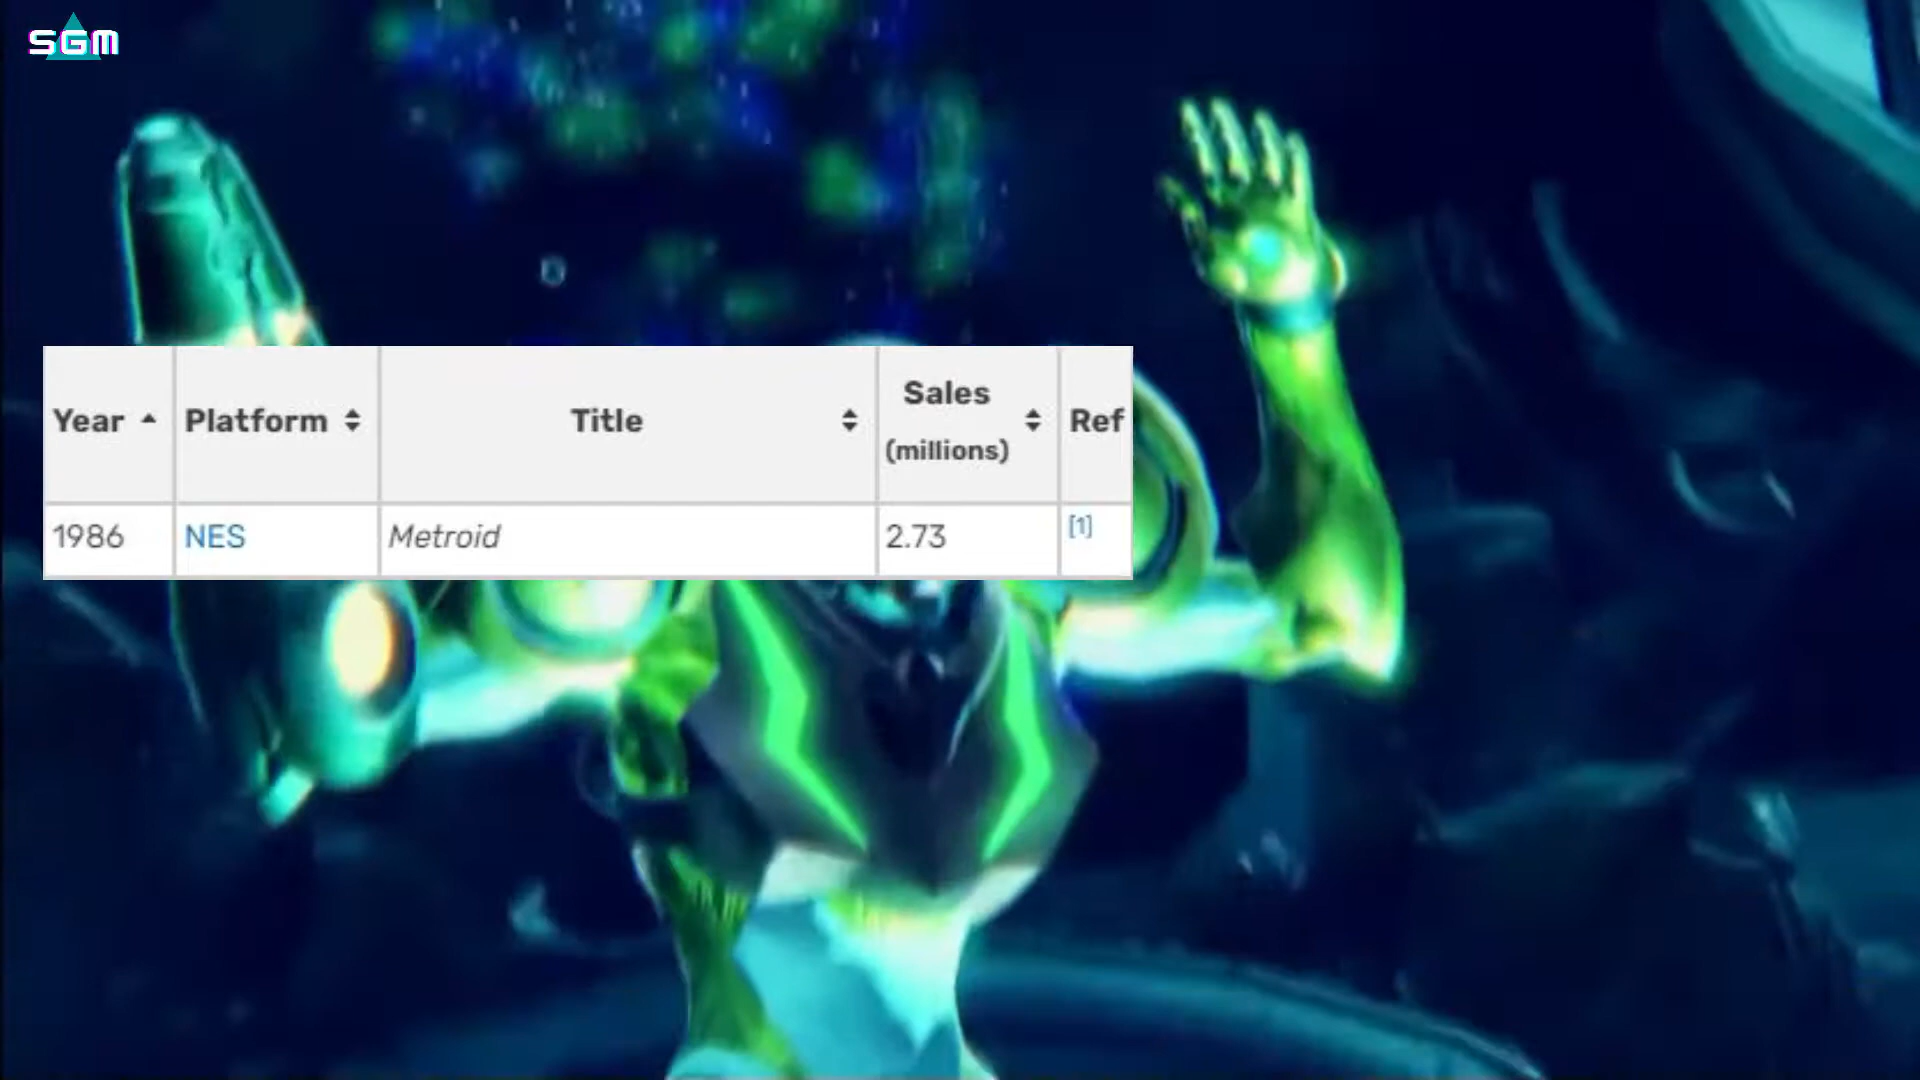 SGM
Year Platform Title Sales (millions) Ref
1986 NES Metroid 2.73 [1]